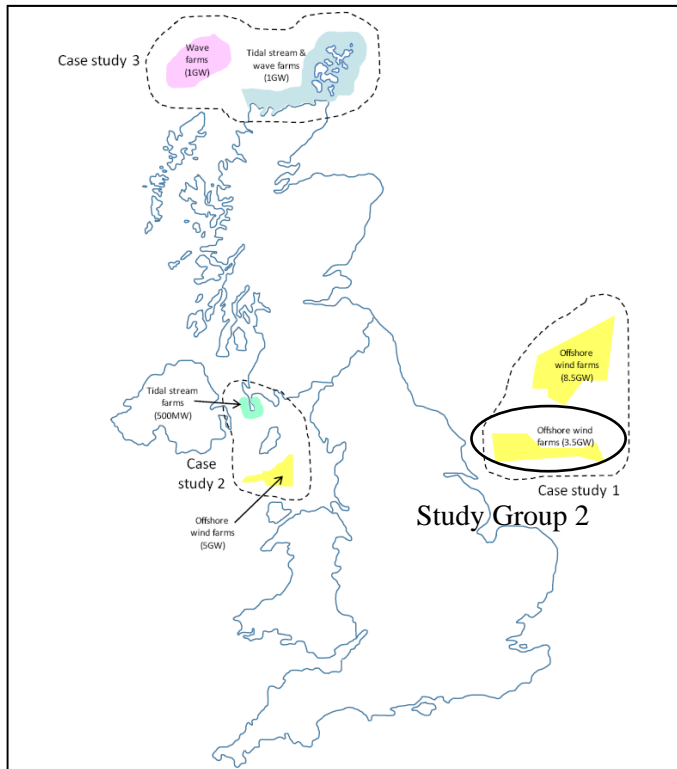 Wave
farms
(1GW)
Tidal stream &
wave farms
(1GW)
Case study 3
Offshore
wind farms
(8.5GW)
Tidal stream
farms
(500MW)
Offshore wind
farms (3.5GW)
Case
study 2
Case study 1
Study Group 2
Offshore
wind farms
(5GW)